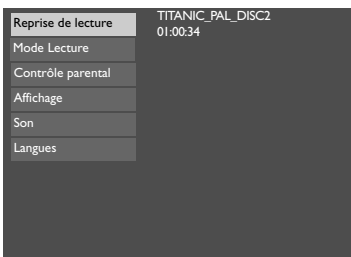 Reprise de lecture
TITANIC_PAL_DISC2
01:00:34
Mode Lecture
Contrôle parental
Affichage
Son
Langues